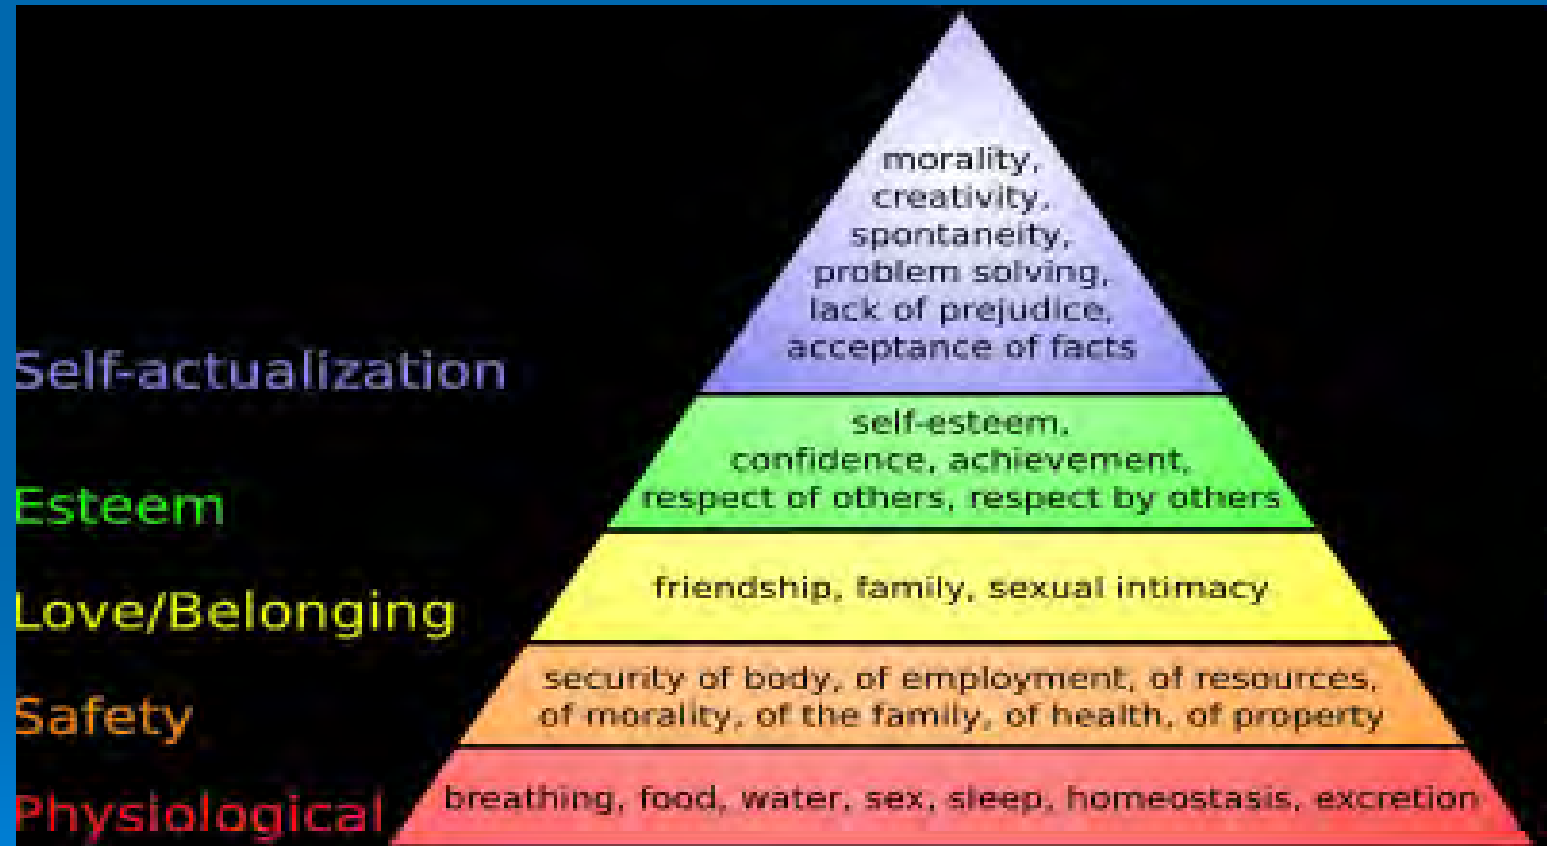 morality,
creativity,
spontaneity,
problem solving,
lack of prejudice,
acceptance of facts
Self-actualization
self-esteem,
confidence, achievement,
respect of others, respect by others
Esteem
friendship, family, sexual intimacy
Love/Belonging
security of body, of employment, of resources,
of morality, of the family, of health, of property
Safety
breathing, food, water, sex, sleep, homeostasis, excretion
Physiological